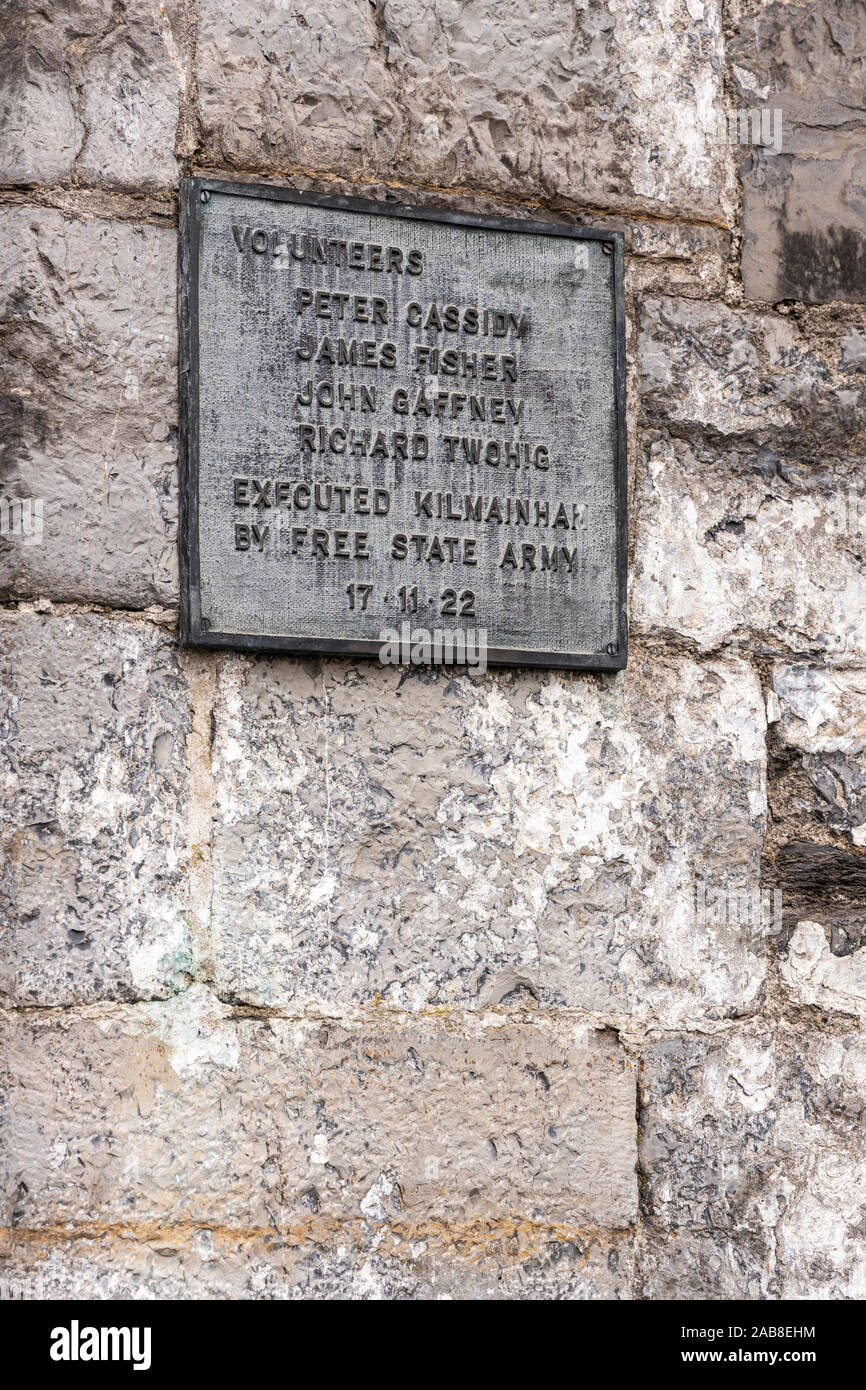 VOLUNTEERS
PETER CASSIDY
JAMES FISHER
JOHN GAFFNEY
RICHARD TWOHIG
EXECUTED KILMAINHAM
BY FREE STATE ARMY
17·11·22
alamy
Image ID: 2AB8EHM
www.alamy.com